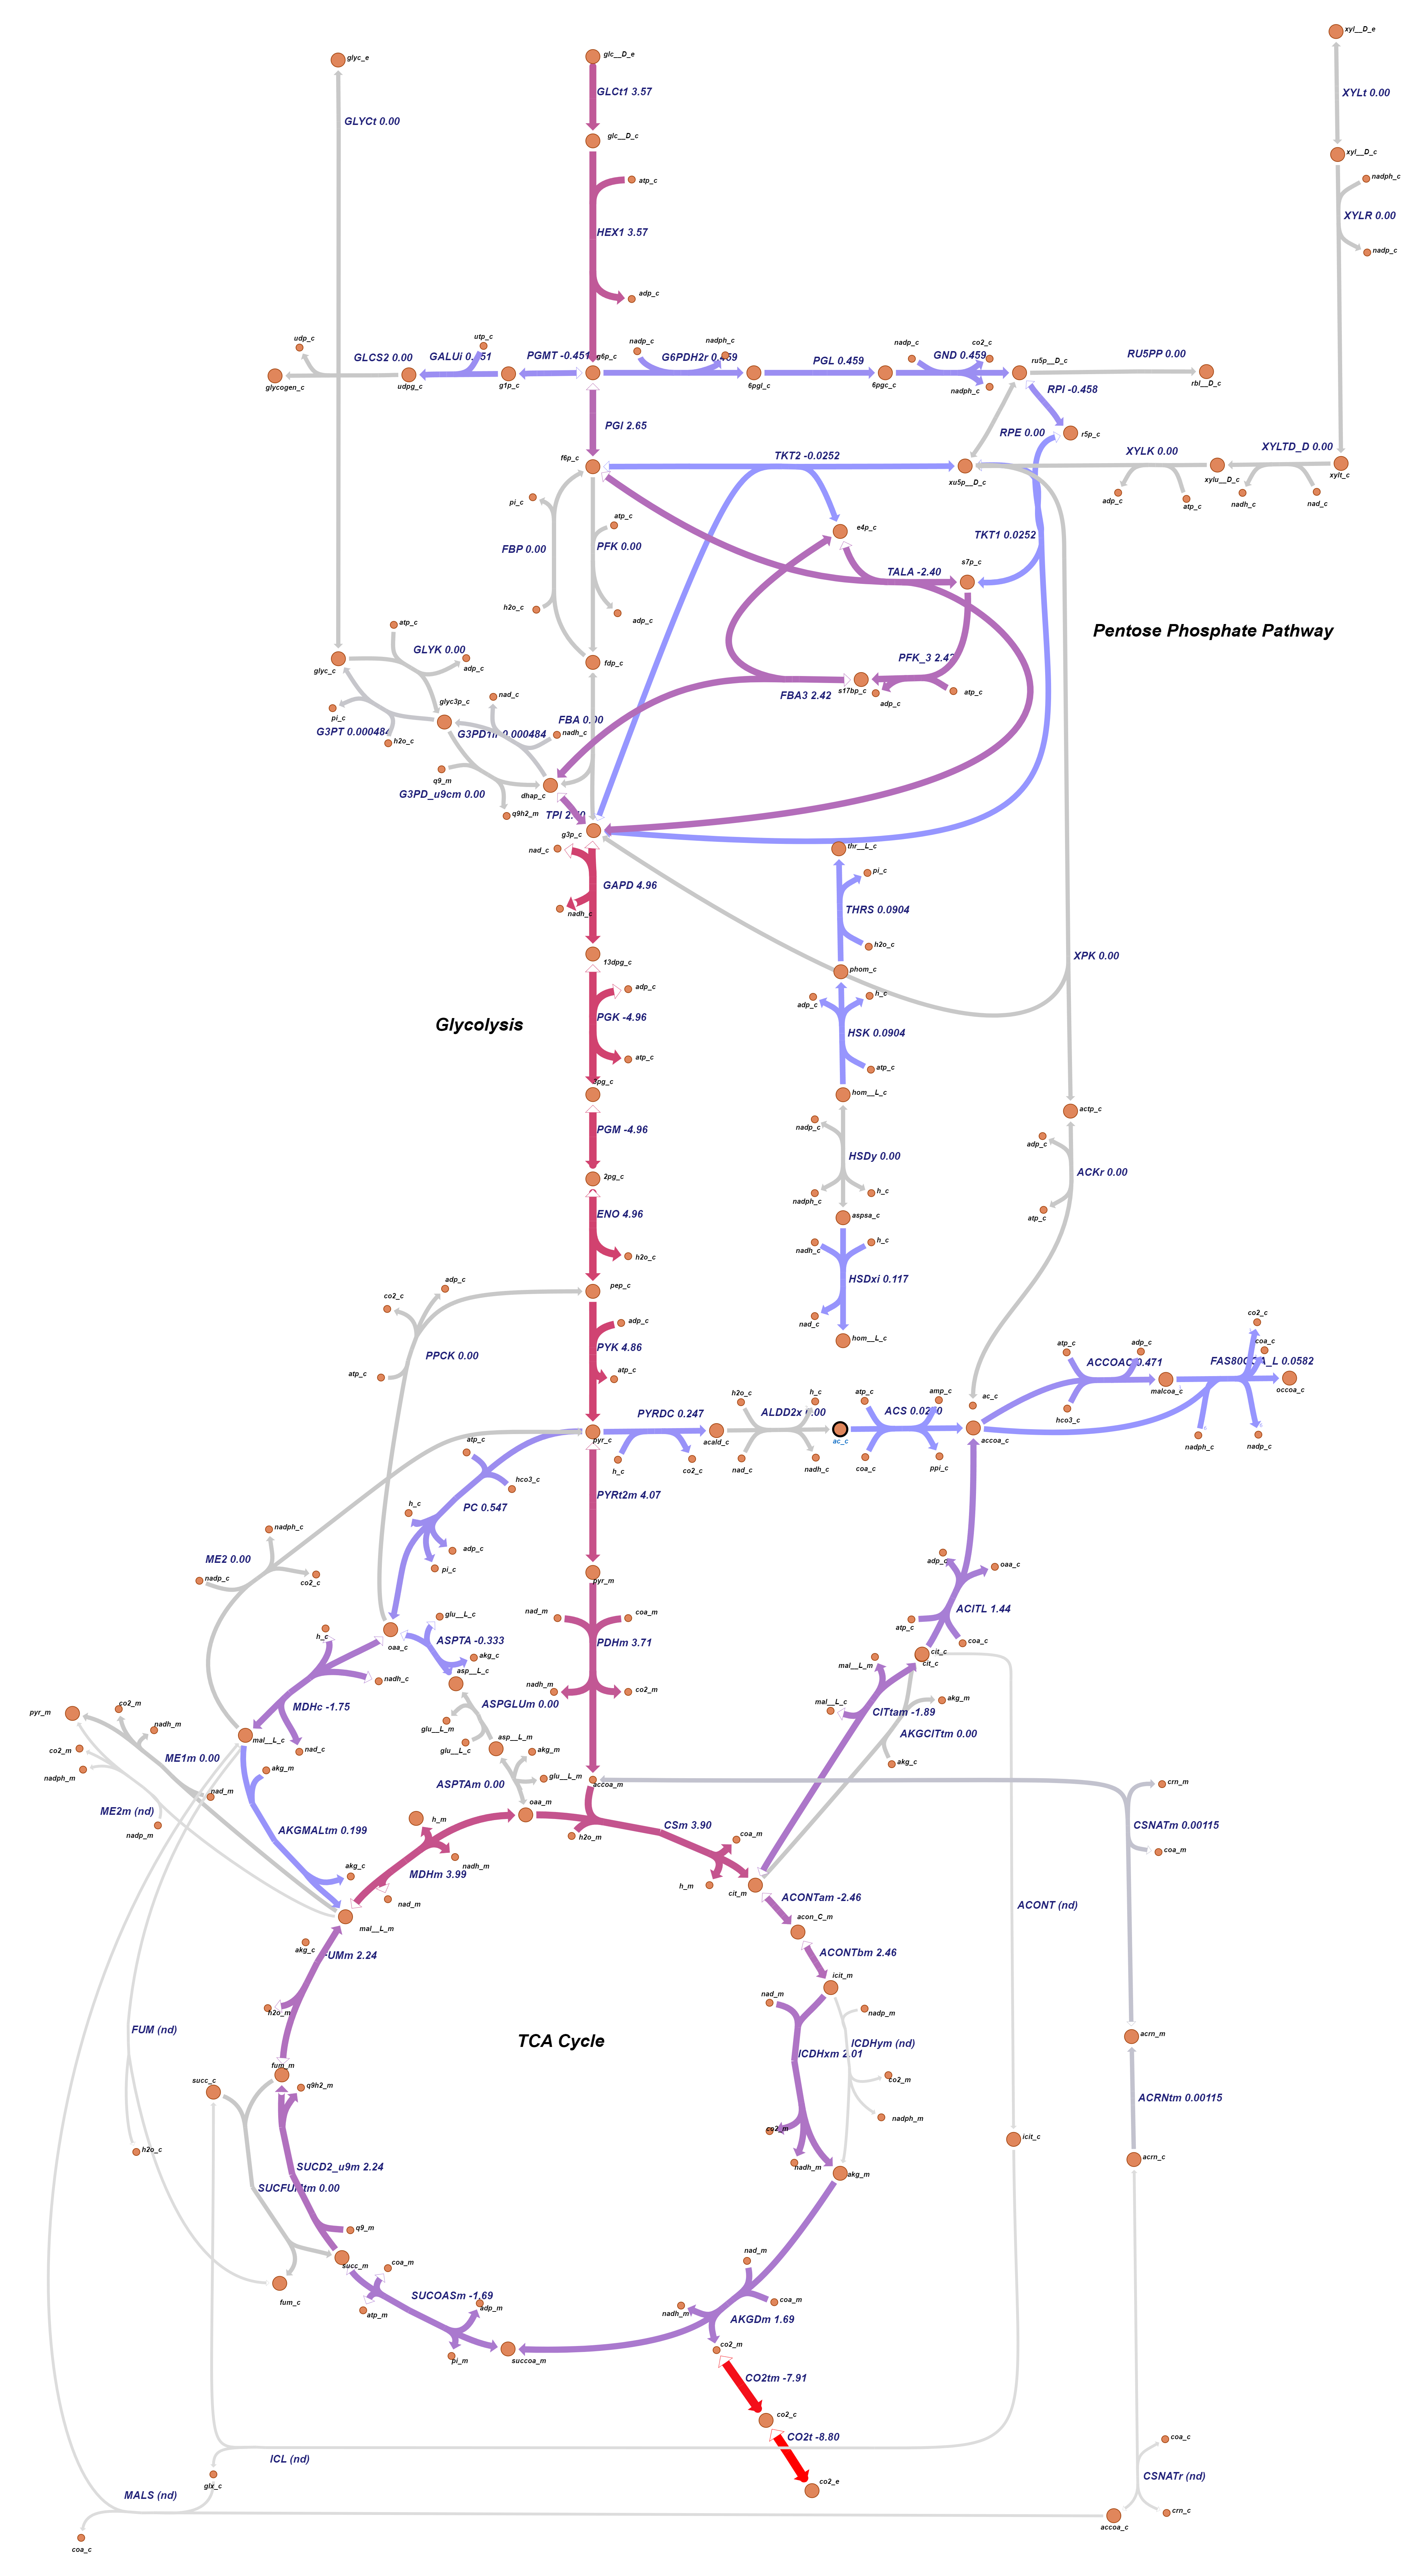 xyl__D_e
glyc_e
glc__D_e
GLCt1 3.57
XYLt 0.00
GLYCt 0.00
glc__D_c
xyl__D_c
atp_c
nadph_c
XYLR 0.00
HEX1 3.57
nadp_c
adp_c
udp_c
utp_c
nadp_c
nadph_c
nadp_c
co2_c
GLCS2 0.00
PGMT -0.451
G6PDH2r 0.459
PGL 0.459
GND 0.459
RU5PP 0.00
ru5p__D_c
glycogen_c
udpg_c
g1p_c
6pgl_c
6pgc_c
nadph_c
rbl__D_c
RPI -0.458
PGI 2.65
RPE 0.00
r5p_c
f6p_c
TKT2 -0.0252
XYLK 0.00
XYLTD_D 0.00
xu5p__D_c
xylu__D_c
xylt_c
pi_c
adp_c
atp_c
nadh_c
nad_c
atp_c
e4p_c
TKT1 0.0252
FBP 0.00
PFK 0.00
s7p_c
TALA -2.40
h2o_c
adp_c
atp_c
Pentose Phosphate Pathway
GLYK 0.00
glyc_c
adp_c
fdp_c
s17bp_c
adp_c
atp_c
FBA3 2.42
nad_c
glyc3p_c
pi_c
FBA 0.00
G3PT 0.000484
h2o_c
nadh_c
q9_m
G3PD_u9cm 0.00
dhap_c
q9h2_m
g3p_c
nad_c
thr__L_c
pi_c
GAPD 4.96
nadh_c
THRS 0.0904
h2o_c
13dpg_c
phom_c
XPK 0.00
adp_c
adp_c
h_c
Glycolysis
PGK -4.96
HSK 0.0904
atp_c
atp_c
3pg_c
hom__L_c
actp_c
PGM -4.96
nadp_c
adp_c
HSDy 0.00
2pg_c
ACKr 0.00
nadph_c
h_c
ENO 4.96
aspsa_c
atp_c
h2o_c
nadh_c
h_c
adp_c
pep_c
HSDxi 0.117
co2_c
nad_c
co2_c
adp_c
hom__L_c
PYK 4.86
atp_c
adp_c
coa_c
PPCK 0.00
FAS80COA_L 0.0582
atp_c
atp_c
malcoa_c
occoa_c
h2o_c
h_c
atp_c
amp_c
ac_c
PYRDC 0.247
ALDD2x 0.00
hco3_c
pyr_c
acald_c
ac_c
accoa_c
nadph_c
nadp_c
atp_c
h_c
co2_c
nad_c
nadh_c
coa_c
ppi_c
hco3_c
PYRt2m 4.07
PC 0.547
h_c
nadph_c
adp_c
adp_c
oaa_c
ME2 0.00
pi_c
nadp_c
co2_c
pyr_m
ACITL 1.44
glu__L_c
nad_m
coa_m
atp_c
h_c
ASPTA -0.333
oaa_c
PDHm 3.71
coa_c
akg_c
cit_c
cit_c
asp__L_c
mal__L_m
nadh_c
nadh_m
co2_m
akg_m
MDHc -1.75
ASPGLUm 0.00
mal__L_c
co2_m
pyr_m
glu__L_m
CITtam -1.89
nadh_m
asp__L_m
AKGCITtm 0.00
mal__L_c
nad_c
glu__L_c
akg_m
akg_c
co2_m
ME1m 0.00
nadph_m
akg_m
ASPTAm 0.00
glu__L_m
accoa_m
crn_m
nad_m
oaa_m
ME2m (nd)
h_m
CSm 3.90
CSNATm 0.00115
AKGMALtm 0.199
nadp_m
h2o_m
coa_m
coa_m
akg_c
nadh_m
MDHm 3.99
h_m
cit_m
ACONTam -2.46
nad_m
ACONT (nd)
acon_C_m
mal__L_m
akg_c
FUMm 2.24
ACONTbm 2.46
icit_m
nad_m
nadp_m
h2o_m
FUM (nd)
TCA Cycle
acrn_m
ICDHym (nd)
ICDHxm 2.01
fum_m
succ_c
q9h2_m
co2_m
ACRNtm 0.00115
nadph_m
co2_m
icit_c
h2o_c
acrn_c
SUCD2_u9m 2.24
nadh_m
akg_m
q9_m
nad_m
succ_m
coa_m
SUCOASm -1.69
fum_c
atp_m
adp_m
nadh_m
coa_m
AKGDm 1.69
co2_m
pi_m
succoa_m
CO2tm -7.91
co2_c
CO2t -8.80
coa_c
ICL (nd)
CSNATr (nd)
glx_c
co2_e
MALS (nd)
crn_c
accoa_c
coa_c